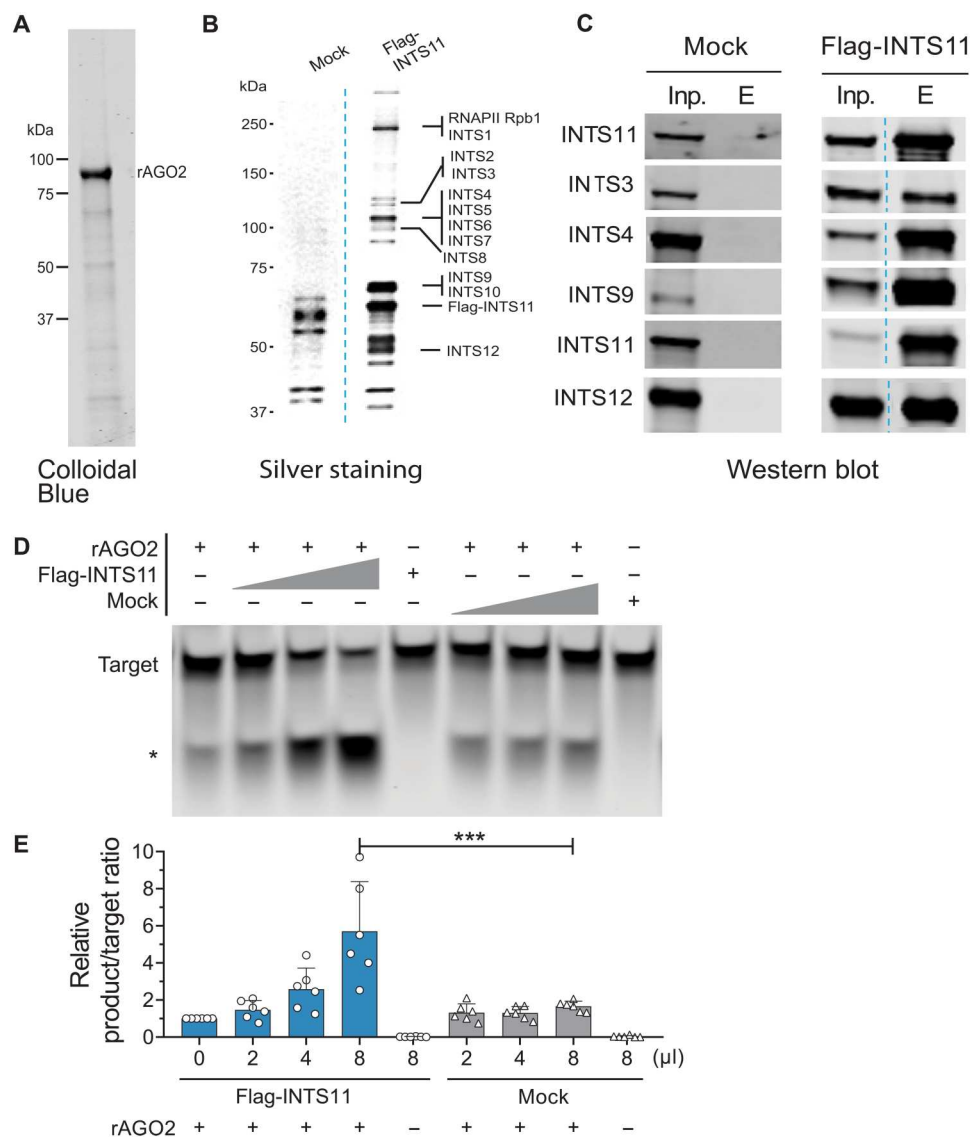 A
kDa
100
75
50
37
rAGO2
Colloidal
Blue
B
Mock
Flag-
INTS11
kDa
250
150
100
75
50
37
RNAPII Rpb1
INTS1
INTS2
INTS3
INTS4
INTS5
INTS6
INTS7
INTS8
INTS9
INTS10
Flag-INTS11
INTS12
Silver staining
C
Mock
Flag-INTS11
Inp. E Inp. E
INTS11
INTS3
INTS4
INTS9
INTS11
INTS12
Western blot
D
rAGO2 + + + + – + + + –
Flag-INTS11 – + – – – –
Mock – – – – – +
Target
*
E
***
Relative
product/target ratio
10
8
6
4
2
0
0 2 4 8 8 2 4 8 8 (µl)
Flag-INTS11 Mock
rAGO2 + + + + – + + + –